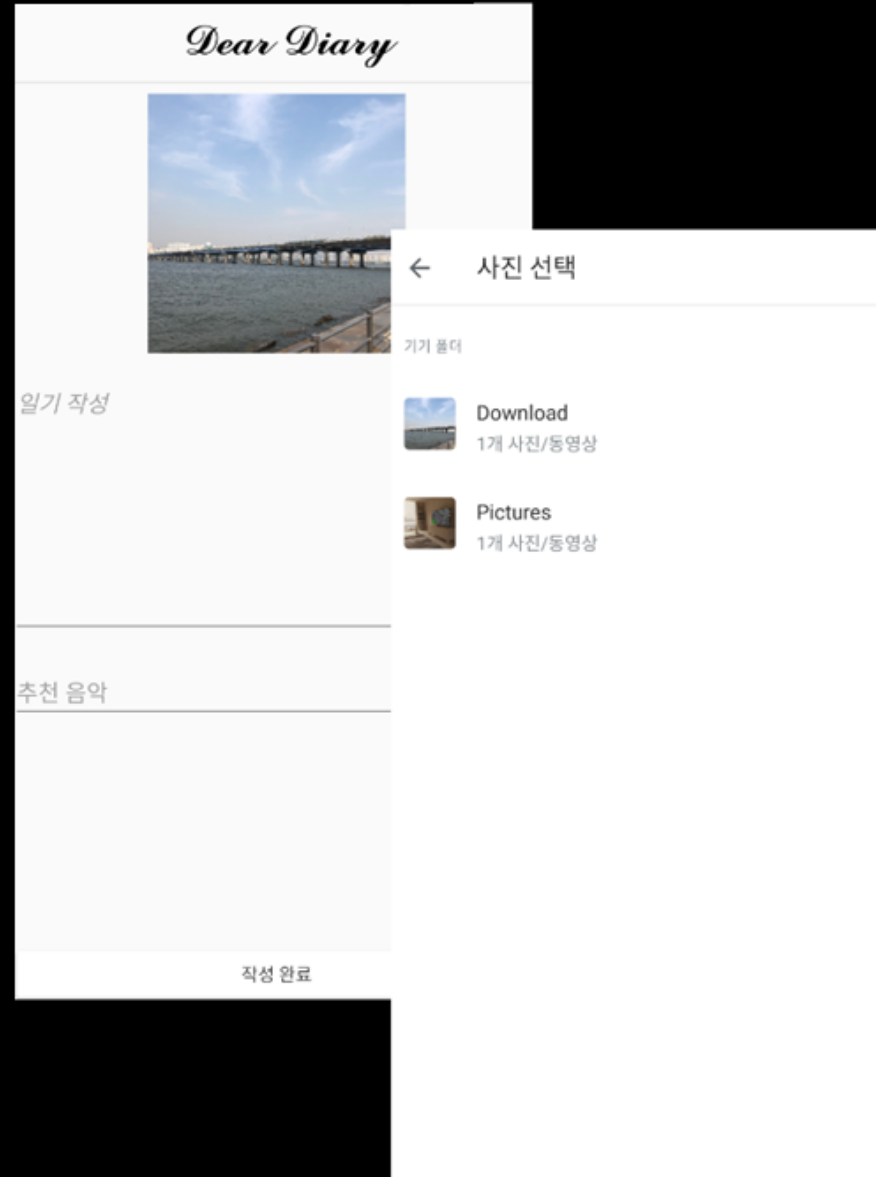 Dear Diary
일기 작성
추천 음악
작성 완료
사진 선택
기기 폴더
Download
1개 사진/동영상
Pictures
1개 사진/동영상